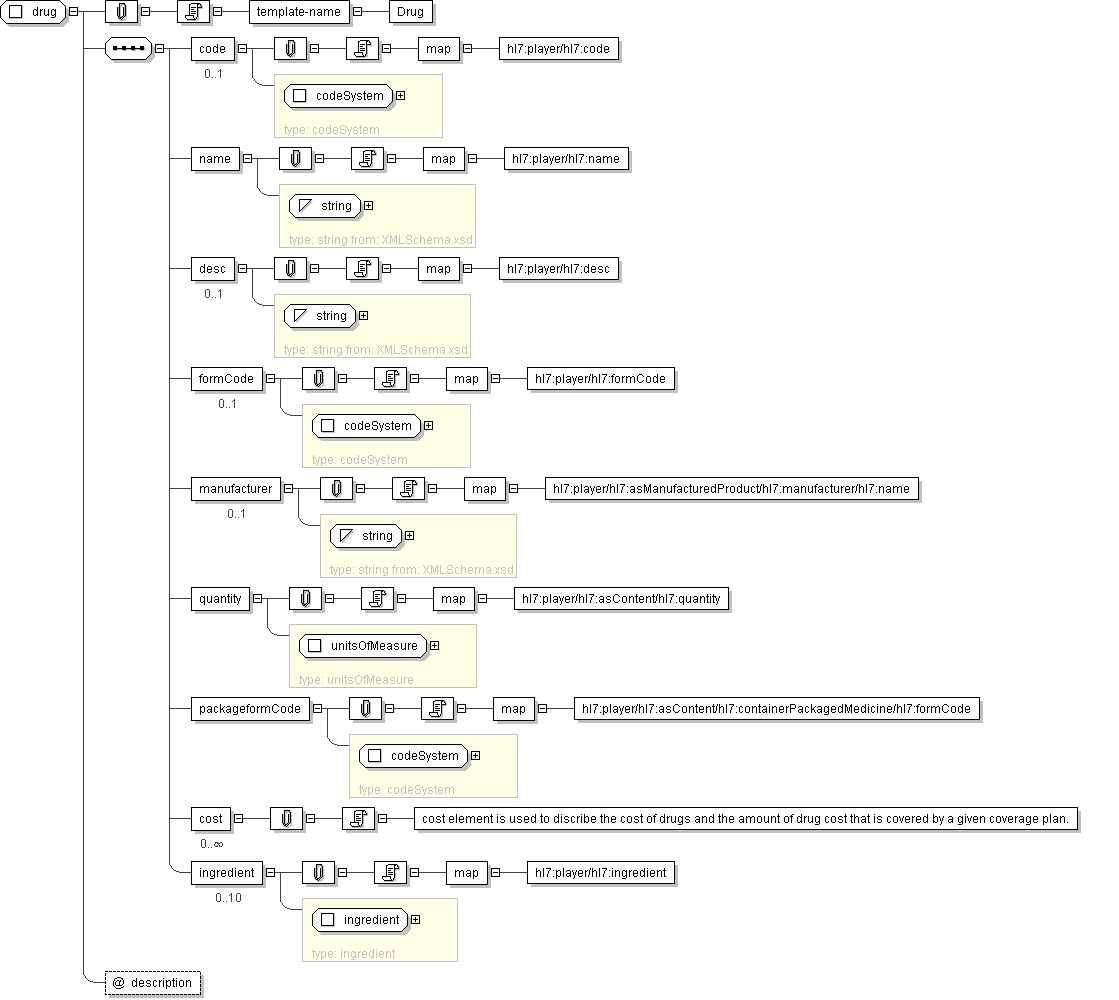 drug template-name Drug
code map hl7:player/hl7:code
0..1
codeSystem
type: codeSystem
name map hl7:player/hl7:name
string
type: string from: XMLSchema.xsd
desc map hl7:player/hl7:desc
0..1
string
type: string from: XMLSchema.xsd
formCode map hl7:player/hl7:formCode
0..1
codeSystem
type: codeSystem
manufacturer map hl7:player/hl7:asManufacturedProduct/hl7:manufacturer/hl7:name
0..1
string
type: string from: XMLSchema.xsd
quantity map hl7:player/hl7:asContent/hl7:quantity
unitsOfMeasure
type: unitsOfMeasure
packageformCode map hl7:player/hl7:asContent/hl7:containerPackagedMedicine/hl7:formCode
codeSystem
type: codeSystem
cost cost element is used to discribe the cost of drugs and the amount of drug cost that is covered by a given coverage plan.
0..∞
ingredient map hl7:player/hl7:ingredient
0..10
ingredient
type: ingredient
@ description